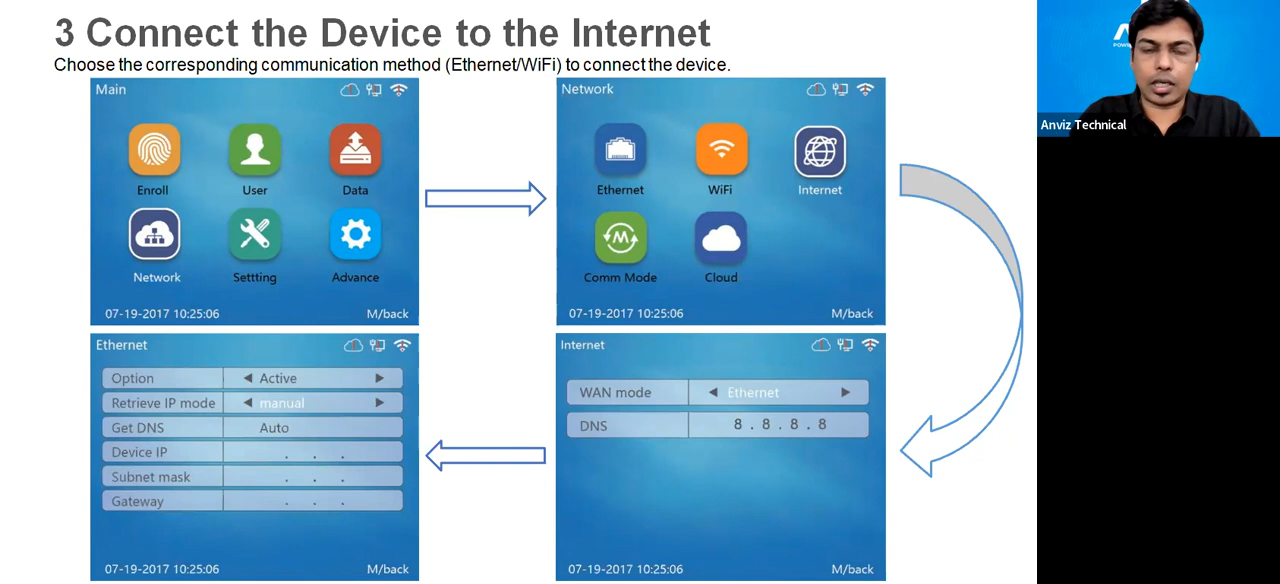 3 Connect the Device to the Internet
Choose the corresponding communication method (Ethernet/WiFi) to connect the device.
Main
Enroll
User
Data
Network
Settting
Advance
07-19-2017 10:25:06
M/back
Network
Ethernet
WiFi
Internet
Comm Mode
Cloud
07-19-2017 10:25:06
M/back
Internet
WAN mode Ethernet
DNS 8 . 8 . 8 . 8
07-19-2017 10:25:06
M/back
Ethernet
Option Active
Retrieve IP mode manual
Get DNS Auto
Device IP . . .
Subnet mask . . .
Gateway . . .
07-19-2017 10:25:06
M/back
Anviz Technical